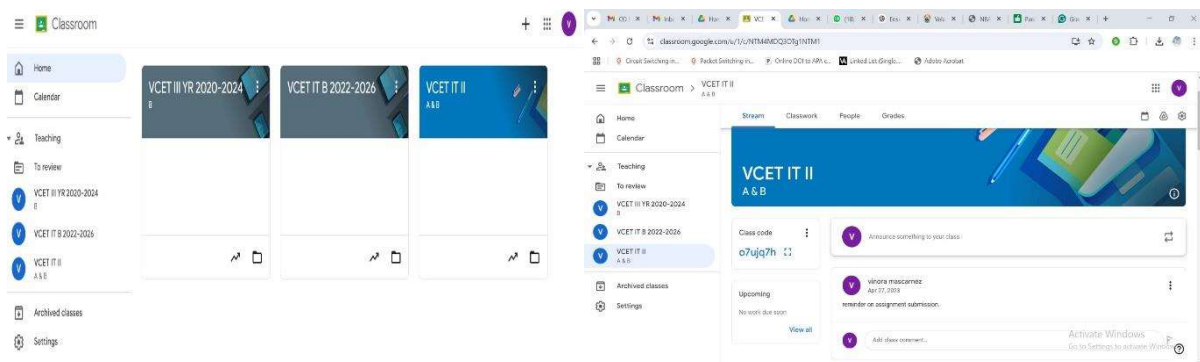 Classroom
V
Home
Calendar
Teaching
To review
V
VCET III YR 2020-2024
B
V
VCET IT B 2022-2026
V
VCET IT II
A & B
Archived classes
Settings
VCET III YR 2020-2024
B
VCET IT B 2022-2026
VCET IT II
A & B
classroom.google.com/u/1/c/NTM4MDQ3OTg1NTM1
Circuit Switching in...
Packet Switching in...
Online DOI to APA c...
Linked List (Single...
Adobe Acrobat
Classroom > VCET IT II
A & B
V
Home
Calendar
Teaching
To review
V
VCET III YR 2020-2024
B
V
VCET IT B 2022-2026
V
VCET IT II
A & B
Archived classes
Settings
Stream Classwork People Grades
VCET IT II
A & B
Class code
o7ujq7h
Upcoming
No work due soon
View all
V
Announce something to your class
V
vinora mascarnez
Apr 27, 2023
reminder on assignment submission.
V
Add class comment...
Activate Windows
Go to Settings to activate Windows